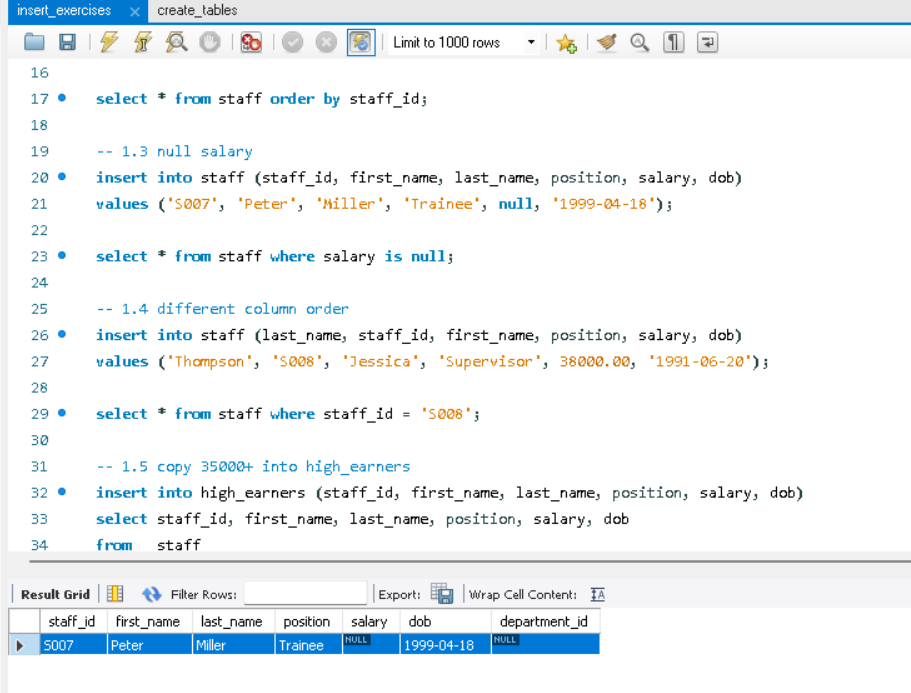 insert_exercises × create_tables
Limit to 1000 rows
16
17 select * from staff order by staff_id;
18
19 -- 1.3 null salary
20 insert into staff (staff_id, first_name, last_name, position, salary, dob)
21 values ('S007', 'Peter', 'Miller', 'Trainee', null, '1999-04-18');
22
23 select * from staff where salary is null;
24
25 -- 1.4 different column order
26 insert into staff (last_name, staff_id, first_name, position, salary, dob)
27 values ('Thompson', 'S008', 'Jessica', 'Supervisor', 38000.00, '1991-06-20');
28
29 select * from staff where staff_id = 'S008';
30
31 -- 1.5 copy 35000+ into high_earners
32 insert into high_earners (staff_id, first_name, last_name, position, salary, dob)
33 select staff_id, first_name, last_name, position, salary, dob
34 from staff
Result Grid Filter Rows: Export: Wrap Cell Content: IA
staff_id first_name last_name position salary dob department_id
S007 Peter Miller Trainee NULL 1999-04-18 NULL